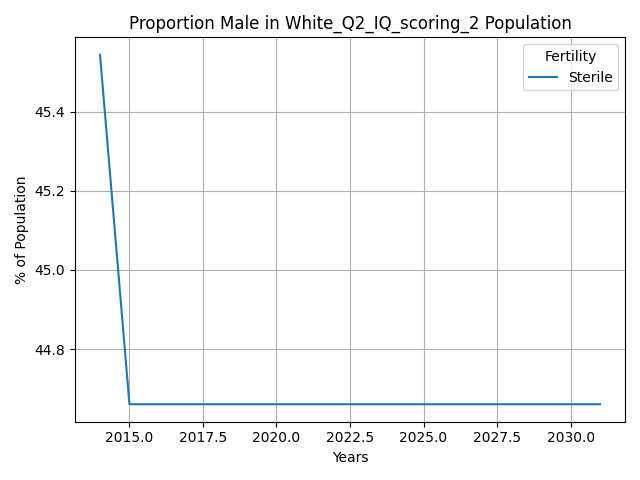 Proportion Male in White_Q2_IQ_scoring_2 Population
Fertility
Sterile
% of Population
45.4
45.2
45.0
44.8
2015.0 2017.5 2020.0 2022.5 2025.0 2027.5 2030.0
Years